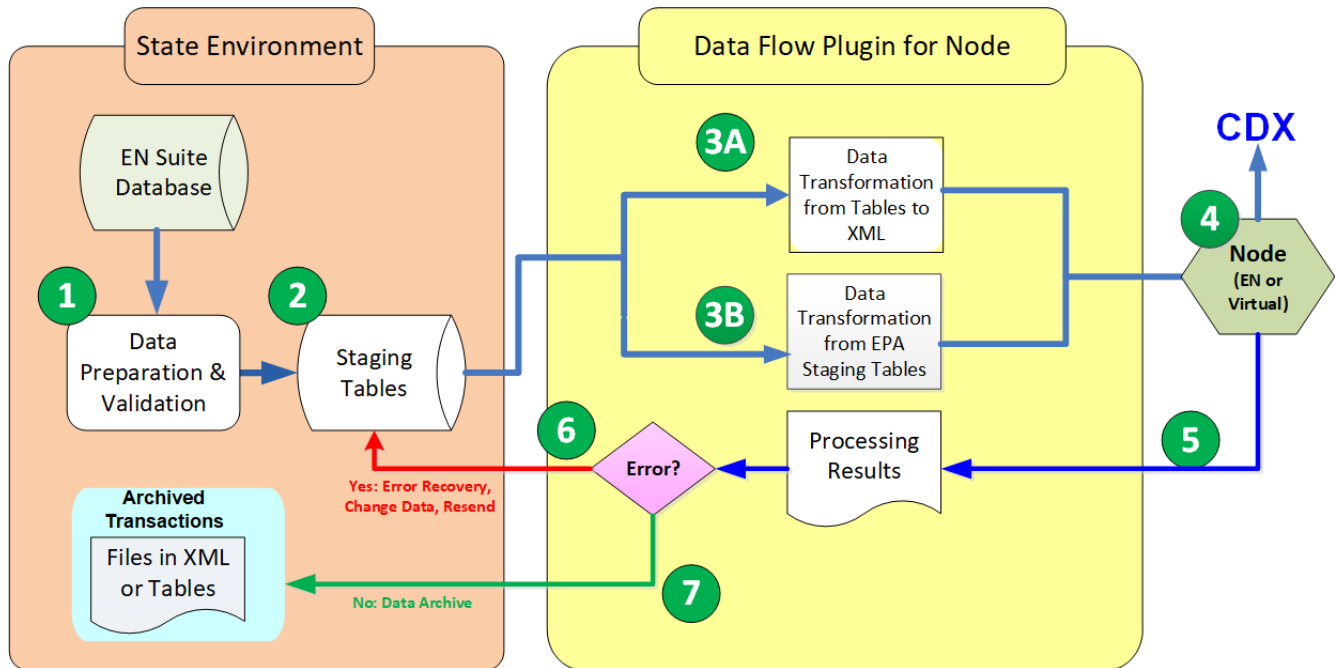 State Environment
Data Flow Plugin for Node
EN Suite
Database
1
Data
Preparation &
Validation
2
Staging
Tables
3A
Data
Transformation
from Tables to
XML
3B
Data
Transformation
from EPA
Staging Tables
CDX
4
Node
(EN or
Virtual)
5
Processing
Results
6
Error?
Yes: Error Recovery,
Change Data, Resend
7
No: Data Archive
Archived
Transactions
Files in XML
or Tables